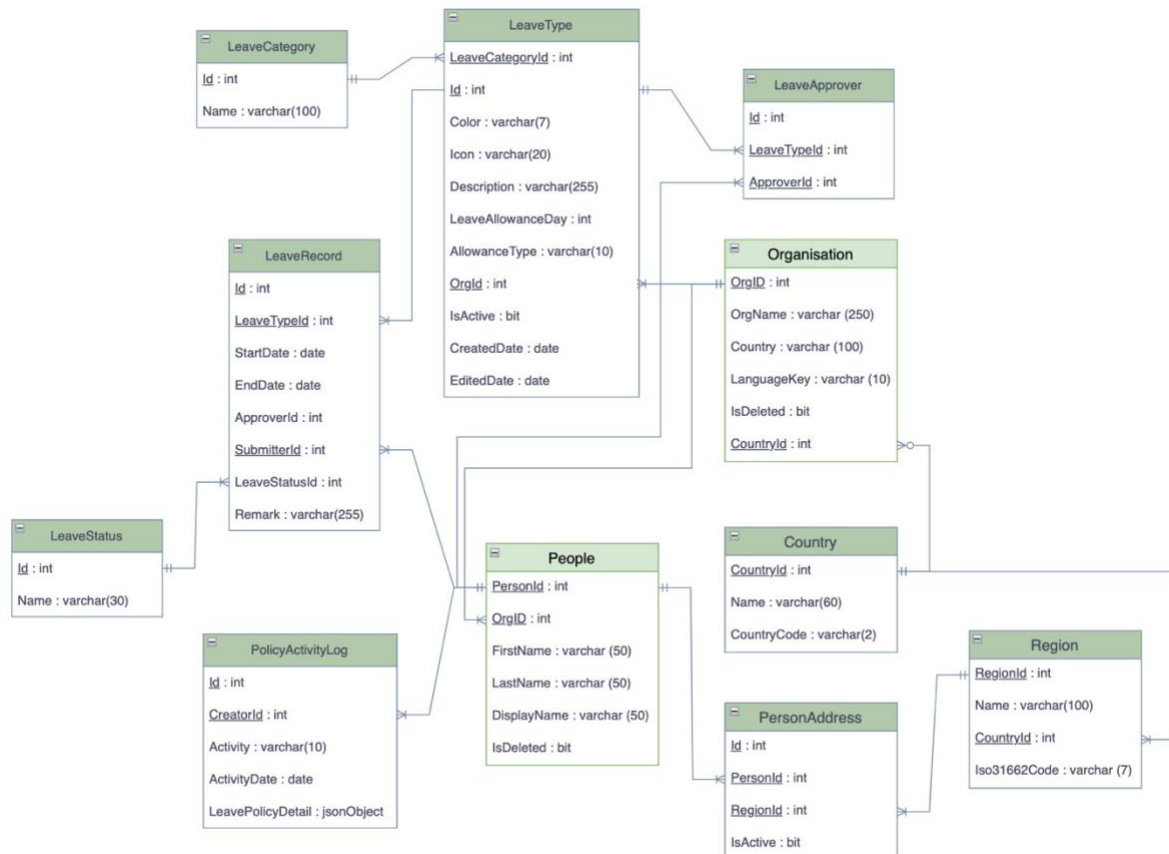 LeaveType
LeaveCategoryId : int
Id : int
Color : varchar(7)
Icon : varchar(20)
Description : varchar(255)
LeaveAllowanceDay : int
AllowanceType : varchar(10)
OrgId : int
IsActive : bit
CreatedDate : date
EditedDate : date
LeaveCategory
Id : int
Name : varchar(100)
LeaveApprover
Id : int
LeaveTypeId : int
ApproverId : int
LeaveRecord
Id : int
LeaveTypeId : int
StartDate : date
EndDate : date
ApproverId : int
SubmitterId : int
LeaveStatusId : int
Remark : varchar(255)
Organisation
OrgID : int
OrgName : varchar (250)
Country : varchar (100)
LanguageKey : varchar (10)
IsDeleted : bit
CountryId : int
LeaveStatus
Id : int
Name : varchar(30)
People
PersonId : int
OrgID : int
FirstName : varchar (50)
LastName : varchar (50)
DisplayName : varchar (50)
IsDeleted : bit
Country
CountryId : int
Name : varchar(60)
CountryCode : varchar(2)
PolicyActivityLog
Id : int
CreatorId : int
Activity : varchar(10)
ActivityDate : date
LeavePolicyDetail : jsonObject
Region
RegionId : int
Name : varchar(100)
CountryId : int
Iso31662Code : varchar (7)
PersonAddress
Id : int
PersonId : int
RegionId : int
IsActive : bit